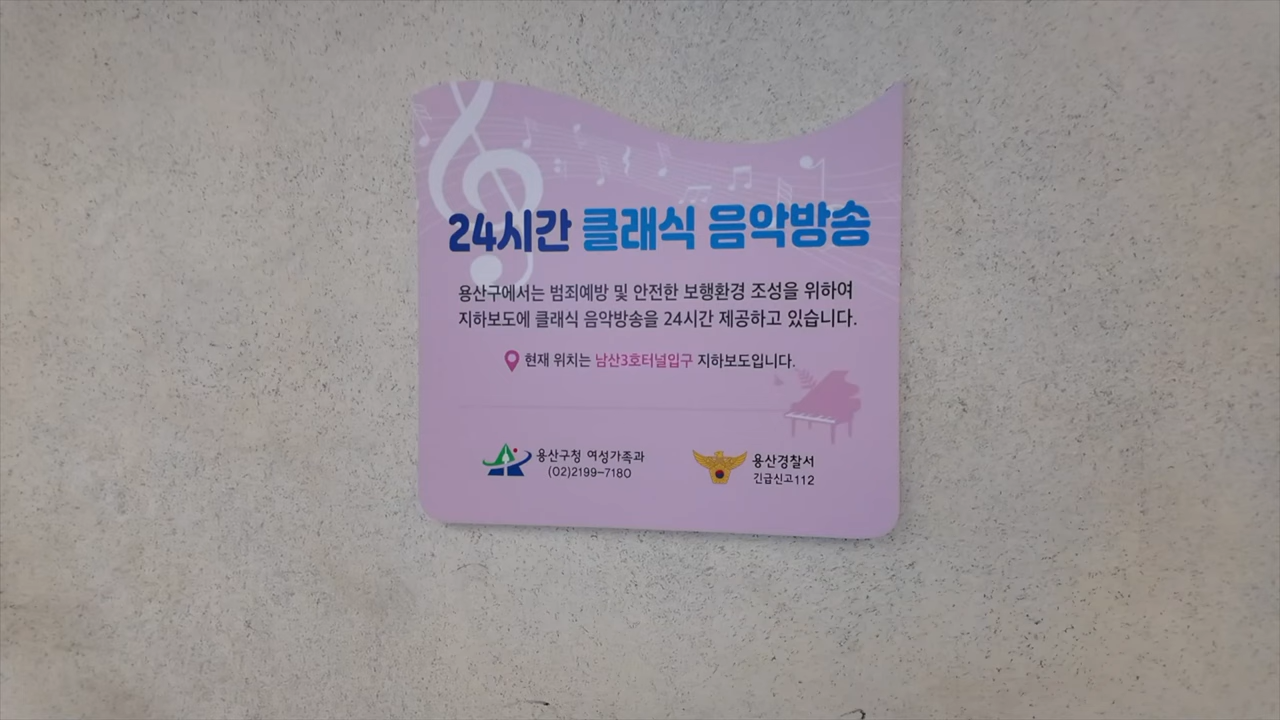 24시간 클래식 음악방송
용산구에서는 범죄예방 및 안전한 보행환경 조성을 위하여
지하보도에 클래식 음악방송을 24시간 제공하고 있습니다.
현재 위치는 남산3호터널입구 지하보도입니다.
용산구청 여성가족과
(02)2199-7180
용산경찰서
긴급신고112